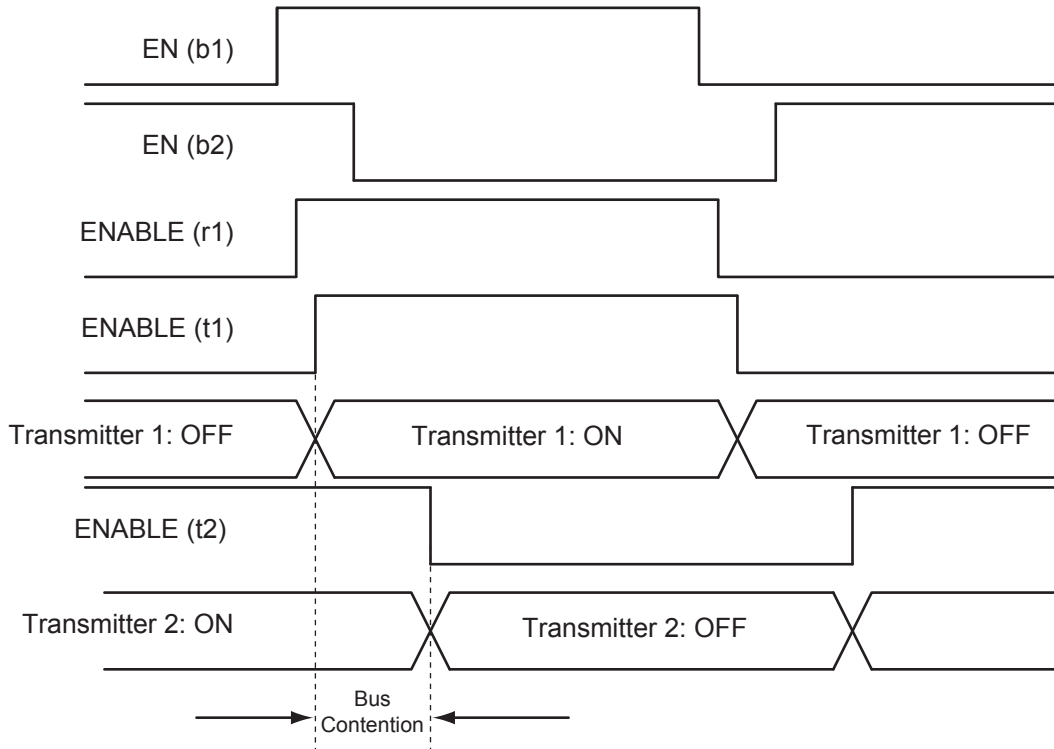 EN (b1)
EN (b2)
ENABLE (r1)
ENABLE (t1)
Transmitter 1: OFF
Transmitter 1: ON
Transmitter 1: OFF
ENABLE (t2)
Transmitter 2: ON
Transmitter 2: OFF
Bus
Contention